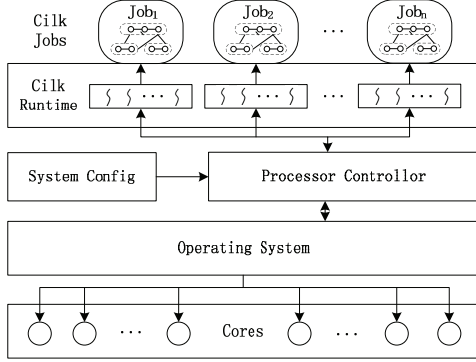 Cilk
Jobs
Job1
Job2
...
Jobn
Cilk
Runtime
...
...
...
...
System Config
Processor Controllor
Operating System
...
Cores
...